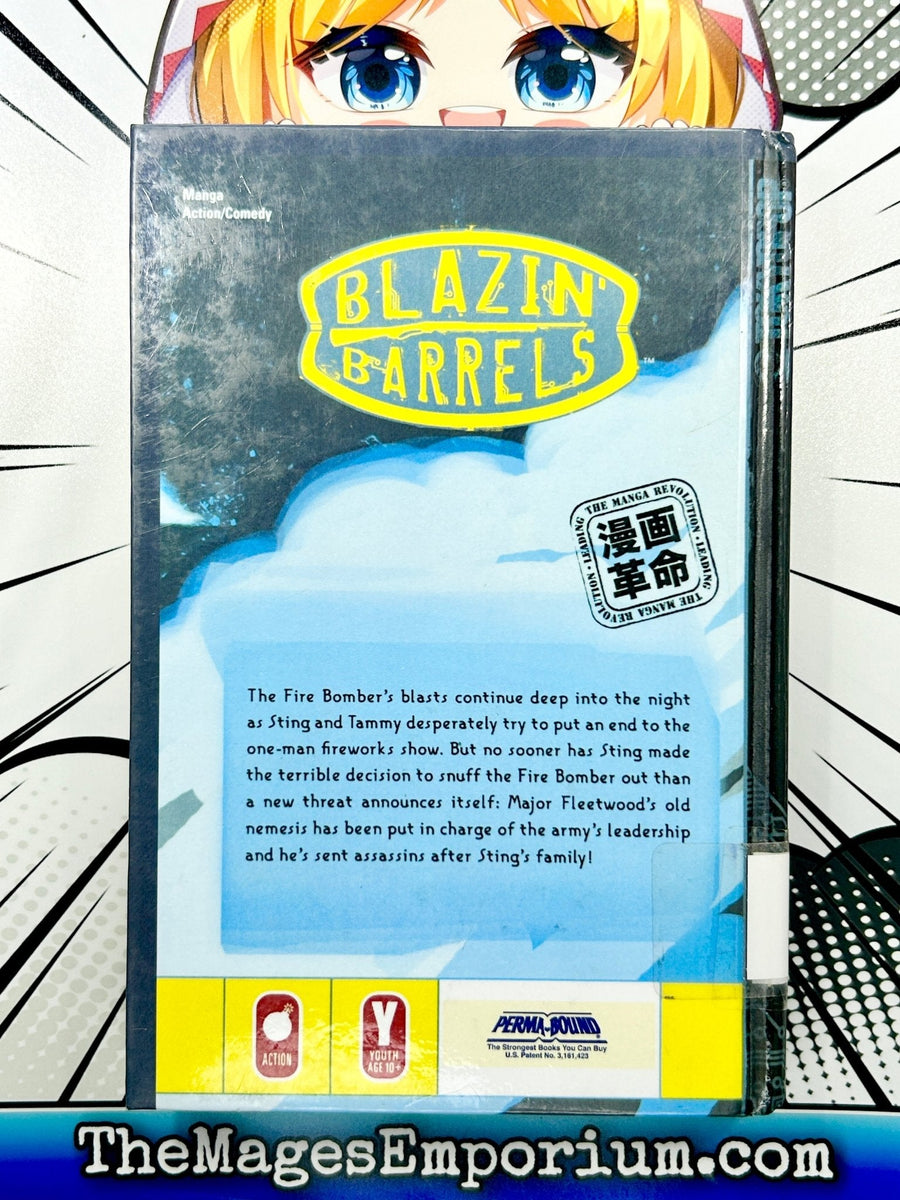 Manga
Action/Comedy
BLAZIN'
BARRELS
™
LEADING THE MANGA REVOLUTION • LEADING THE MANGA REVOLUTION •
漫画
革命
The Fire Bomber's blasts continue deep into the night
as Sting and Tammy desperately try to put an end to the
one-man fireworks show. But no sooner has Sting made
the terrible decision to snuff the Fire Bomber out than
a new threat announces itself: Major Fleetwood's old
nemesis has been put in charge of the army's leadership
and he's sent assassins after Sting's family!
ACTION
Y
YOUTH
AGE 10+
PERMA-BOUND
The Strongest Books You Can Buy
U.S. Patent No. 3,161,423
TheMagesEmporium.com